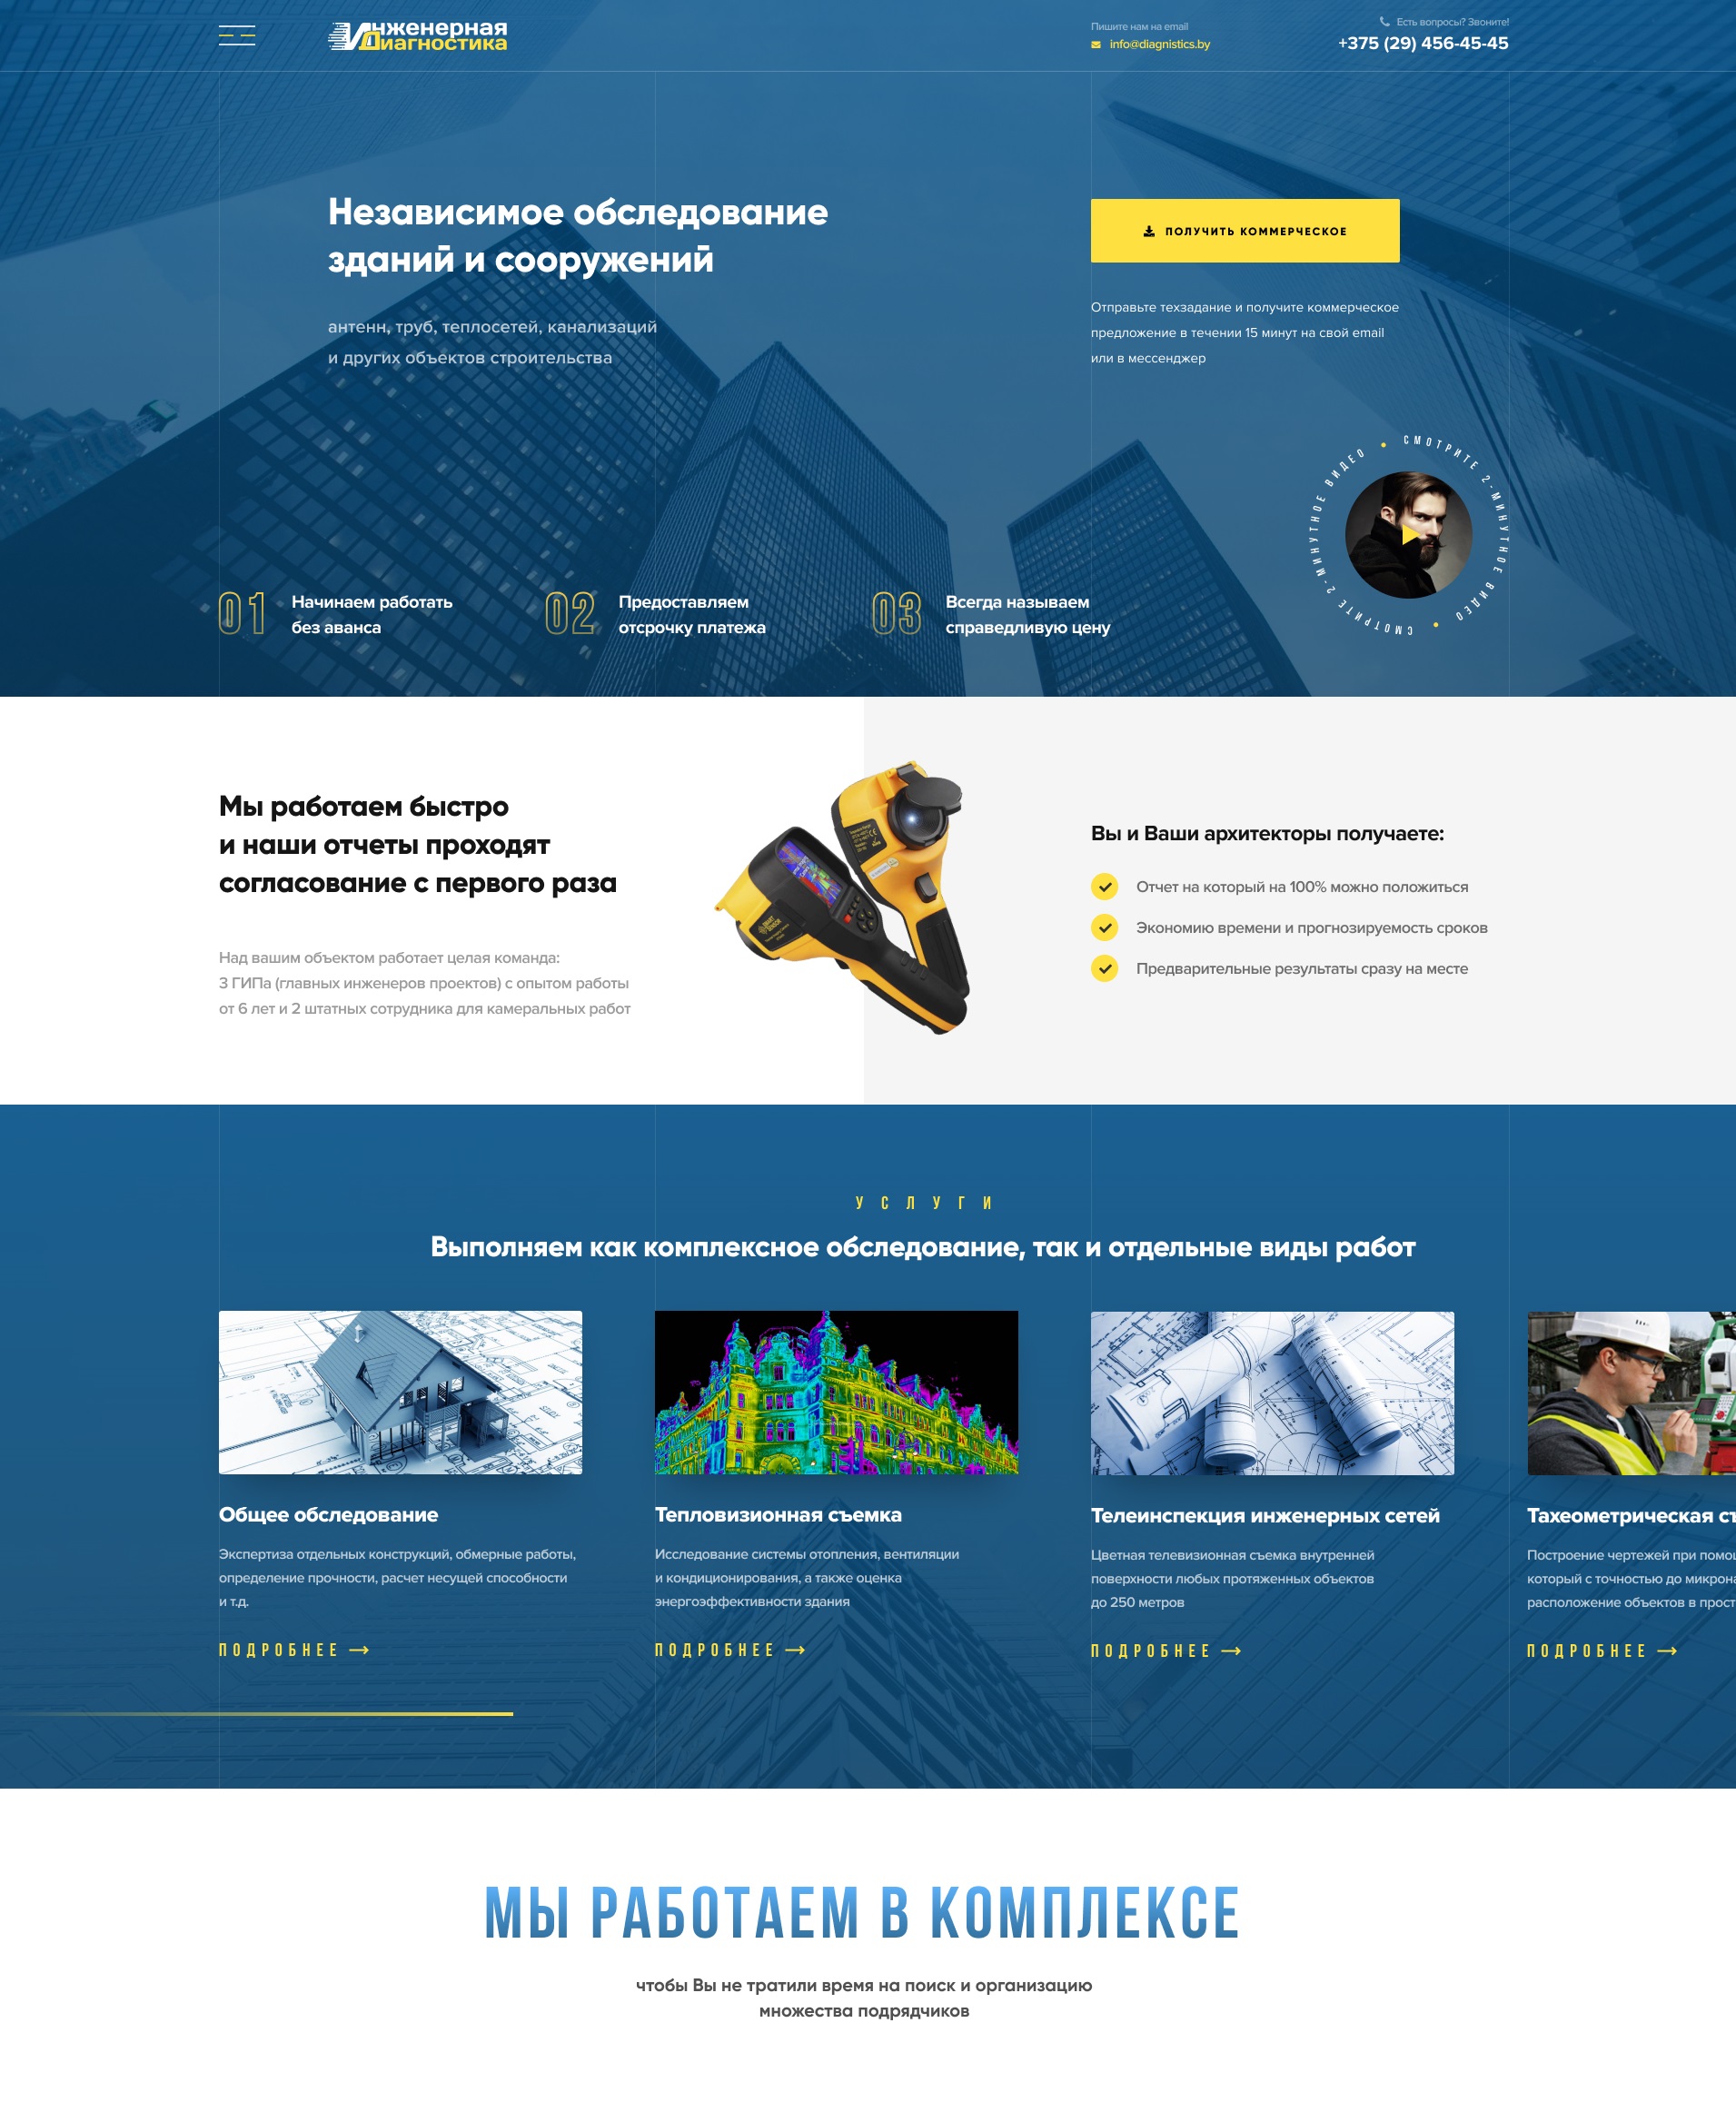 Инженерная
Диагностика
Пишите нам на email
info@diagnistics.by
Есть вопросы? Звоните!
+375 (29) 456-45-45
Независимое обследование
зданий и сооружений
антенн, труб, теплосетей, канализаций
и других объектов строительства
ПОЛУЧИТЬ КОММЕРЧЕСКОЕ
Отправьте техзадание и получите коммерческое
предложение в течении 15 минут на свой email
или в мессенджер
СМОТРИТЕ 2-МИНУТНОЕ ВИДЕО
СМОТРИТЕ 2-МИНУТНОЕ ВИДЕО
01
Начинаем работать
без аванса
02
Предоставляем
отсрочку платежа
03
Всегда называем
справедливую цену
Мы работаем быстро
и наши отчеты проходят
согласование с первого раза
Над вашим объектом работает целая команда:
3 ГИПа (главных инженеров проектов) с опытом работы
от 6 лет и 2 штатных сотрудника для камеральных работ
Вы и Ваши архитекторы получаете:
Отчет на который на 100% можно положиться
Экономию времени и прогнозируемость сроков
Предварительные результаты сразу на месте
УСЛУГИ
Выполняем как комплексное обследование, так и отдельные виды работ
Общее обследование
Экспертиза отдельных конструкций, обмерные работы,
определение прочности, расчет несущей способности
и т.д.
ПОДРОБНЕЕ
Тепловизионная съемка
Исследование системы отопления, вентиляции
и кондиционирования, а также оценка
энергоэффективности здания
ПОДРОБНЕЕ
Телеинспекция инженерных сетей
Цветная телевизионная съемка внутренней
поверхности любых протяженных объектов
до 250 метров
ПОДРОБНЕЕ
Тахеометрическая
Построение чертежей при
который с точностью до
расположение объектов в
ПОДРОБНЕЕ
МЫ РАБОТАЕМ В КОМПЛЕКСЕ
чтобы Вы не тратили время на поиск и организацию
множества подрядчиков